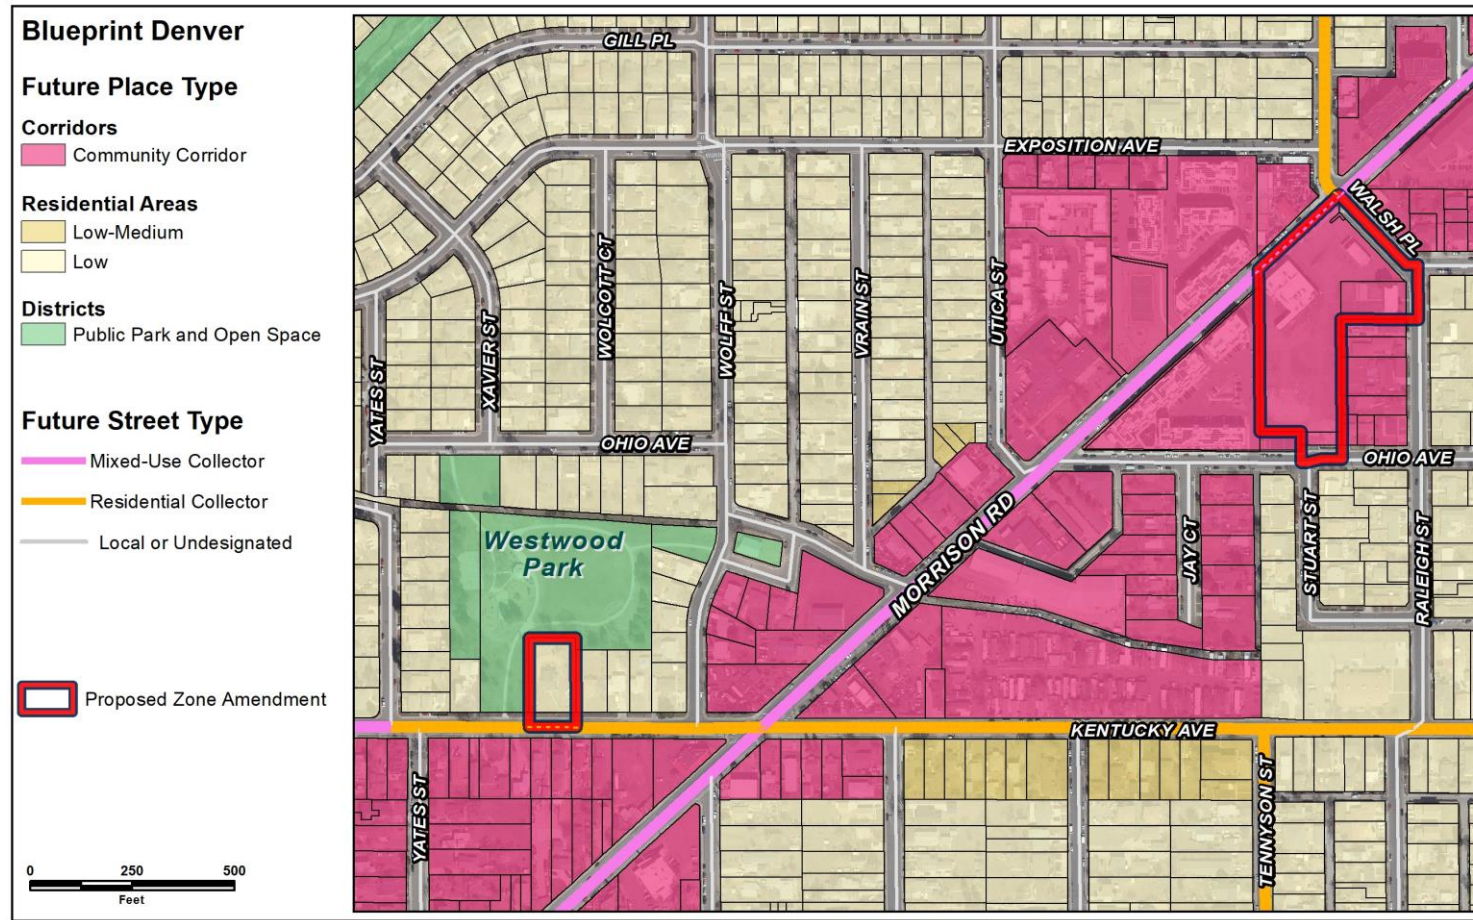 Blueprint Denver
Future Place Type
Corridors
Community Corridor
Residential Areas
Low-Medium
Low
Districts
Public Park and Open Space
Future Street Type
Mixed-Use Collector
Residential Collector
Local or Undesignated
Proposed Zone Amendment
0 250 500
Feet
GILL PL
EXPOSITION AVE
WALSH PL
WOLCOTT CT
XAVIER ST
YATES ST
WOLFF ST
VRAIN ST
UTICA ST
OHIO AVE
OHIO AVE
Westwood
Park
MORRISON RD
JAY CT
STUART ST
RALEIGH ST
KENTUCKY AVE
YATES ST
TENNYSON ST